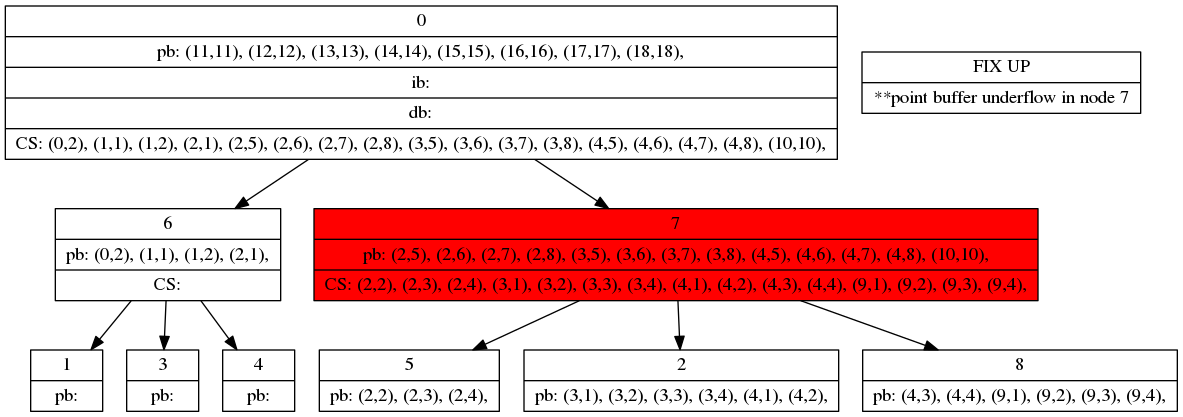 0
pb: (11,11), (12,12), (13,13), (14,14), (15,15), (16,16), (17,17), (18,18),
ib:
db:
CS: (0,2), (1,1), (1,2), (2,1), (2,5), (2,6), (2,7), (2,8), (3,5), (3,6), (3,7), (3,8), (4,5), (4,6), (4,7), (4,8), (10,10),
FIX UP
**point buffer underflow in node 7
6
pb: (0,2), (1,1), (1,2), (2,1),
CS:
7
pb: (2,5), (2,6), (2,7), (2,8), (3,5), (3,6), (3,7), (3,8), (4,5), (4,6), (4,7), (4,8), (10,10),
CS: (2,2), (2,3), (2,4), (3,1), (3,2), (3,3), (3,4), (4,1), (4,2), (4,3), (4,4), (9,1), (9,2), (9,3), (9,4),
1
pb:
3
pb:
4
pb:
5
pb: (2,2), (2,3), (2,4),
2
pb: (3,1), (3,2), (3,3), (3,4), (4,1), (4,2),
8
pb: (4,3), (4,4), (9,1), (9,2), (9,3), (9,4),